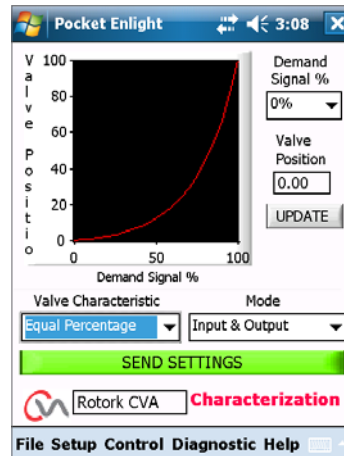 Pocket Enlight 3:08
Valve Positio
100
80
60
40
20
0
0 50 100
Demand Signal %
Demand
Signal %
0%
Valve
Position
0.00
UPDATE
Valve Characteristic Mode
Equal Percentage Input & Output
SEND SETTINGS
Rotork CVA Characterization
File Setup Control Diagnostic Help